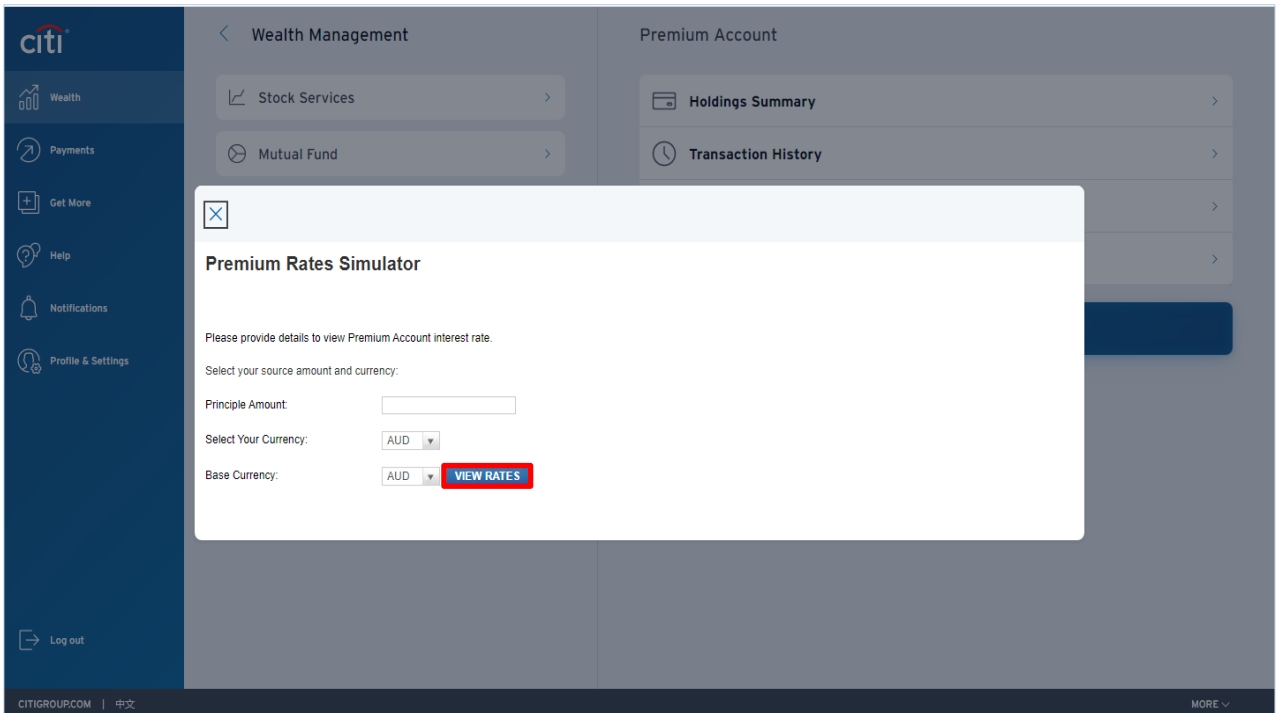 citi
Wealth
Payments
Get More
Help
Notifications
Profile & Settings
Log out
Wealth Management
Stock Services
Mutual Fund
Premium Account
Holdings Summary
Transaction History
Premium Rates Simulator
Please provide details to view Premium Account interest rate.
Select your source amount and currency:
Principle Amount:
Select Your Currency: AUD
Base Currency: AUD VIEW RATES
CITIGROUP.COM | 中文
MORE